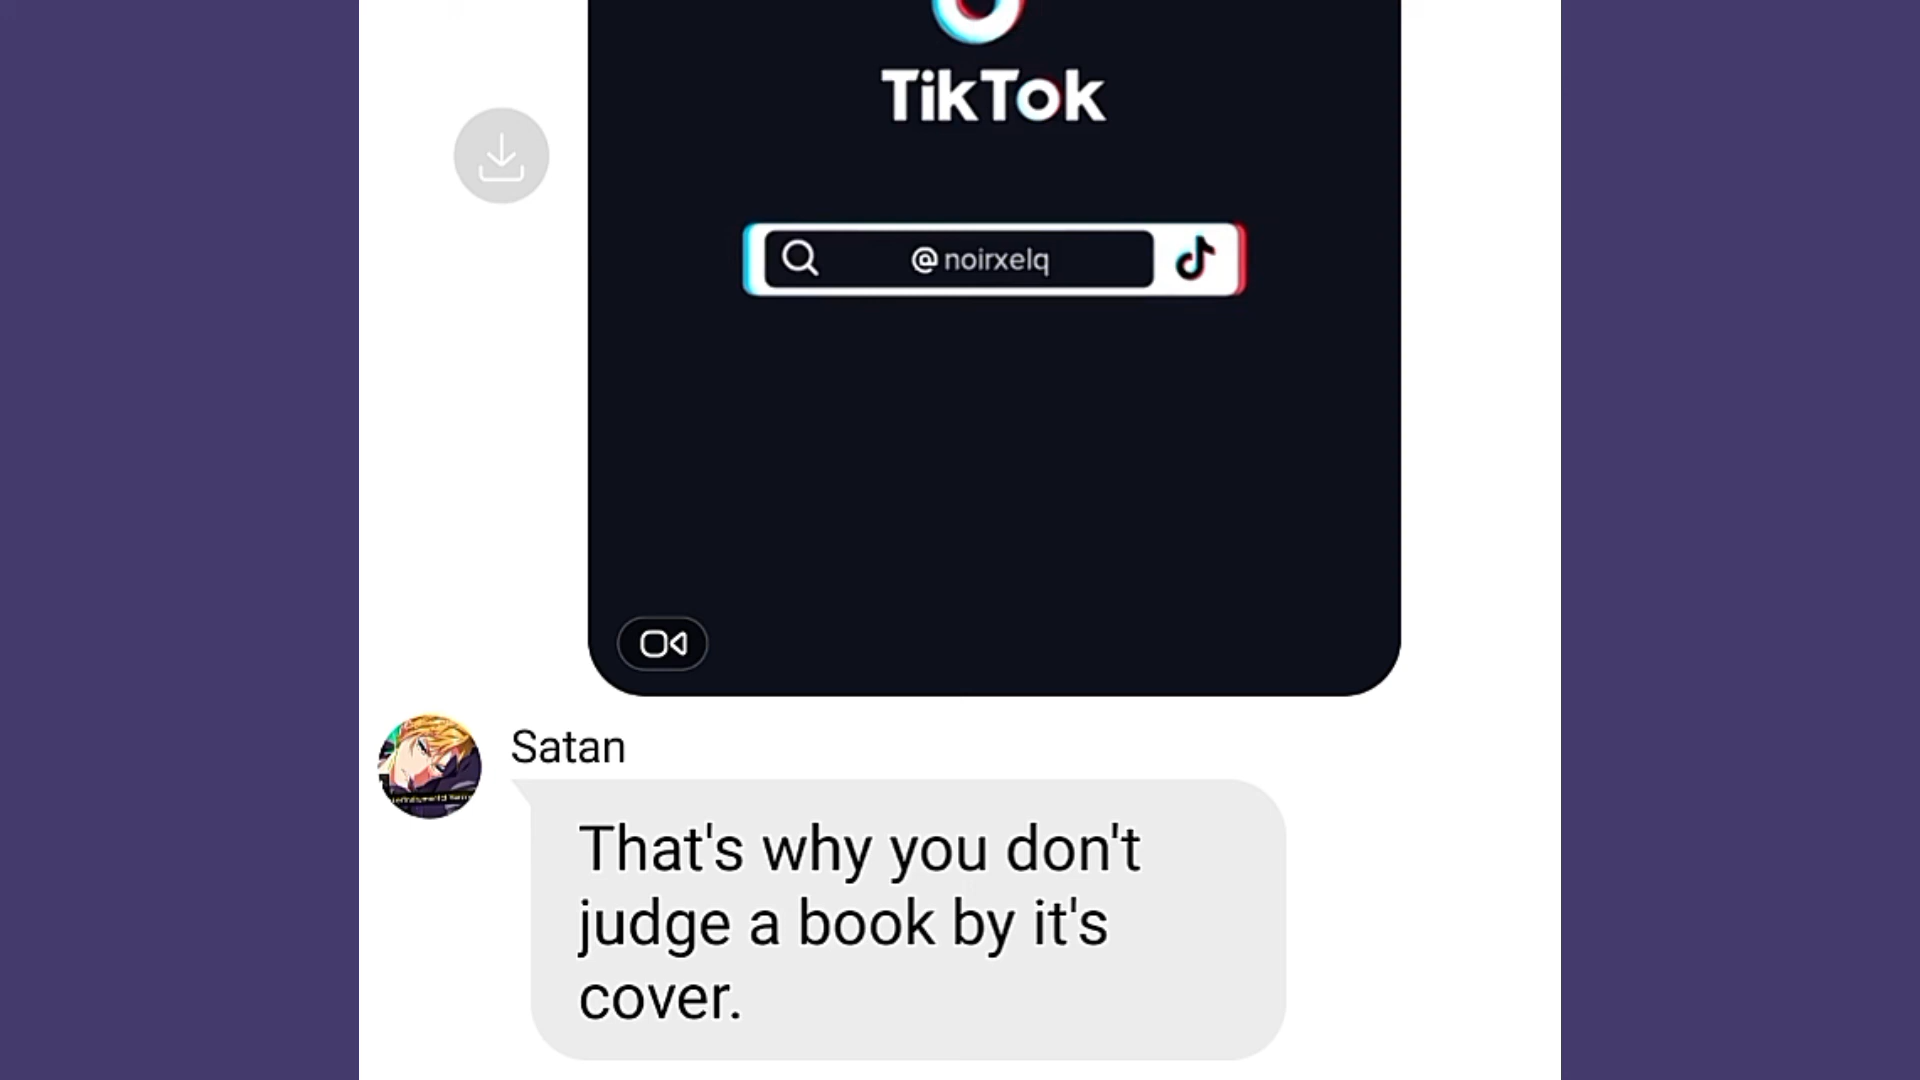 TikTok
@noirxelq
Satan
That's why you don't
judge a book by it's
cover.